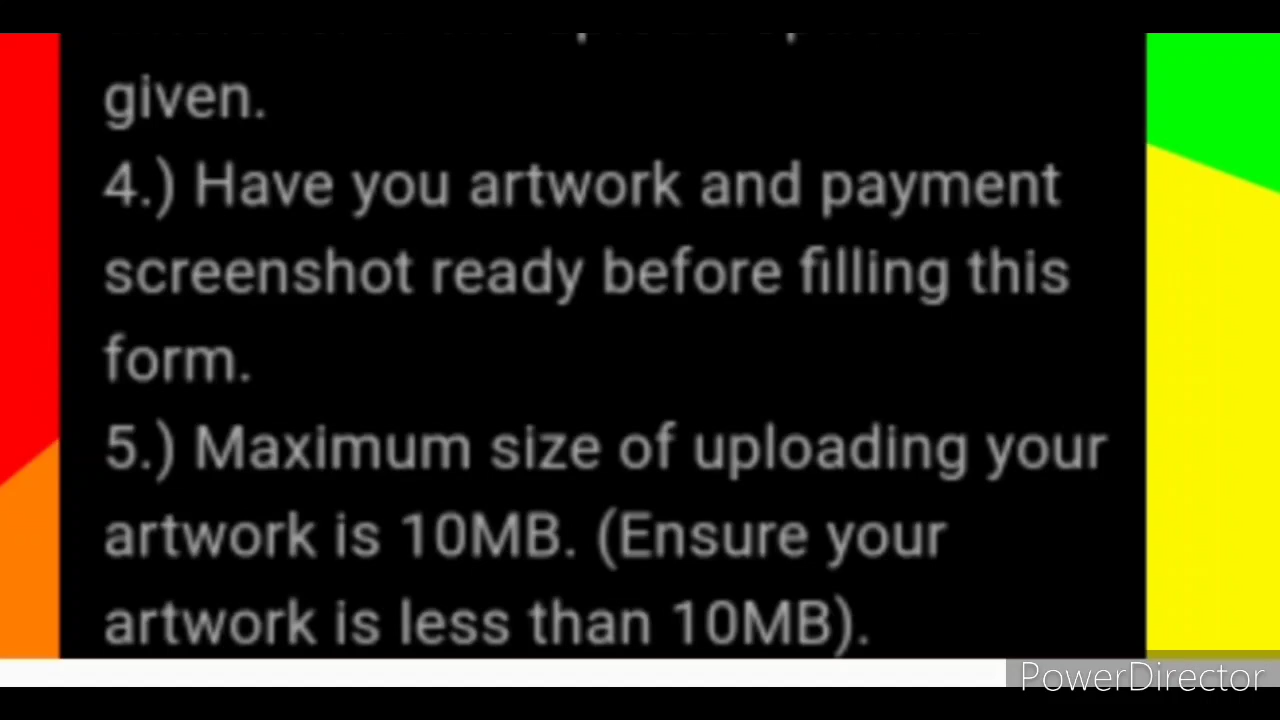 given.
4.) Have you artwork and payment
screenshot ready before filling this
form.
5.) Maximum size of uploading your
artwork is 10MB. (Ensure your
artwork is less than 10MB).
PowerDirector